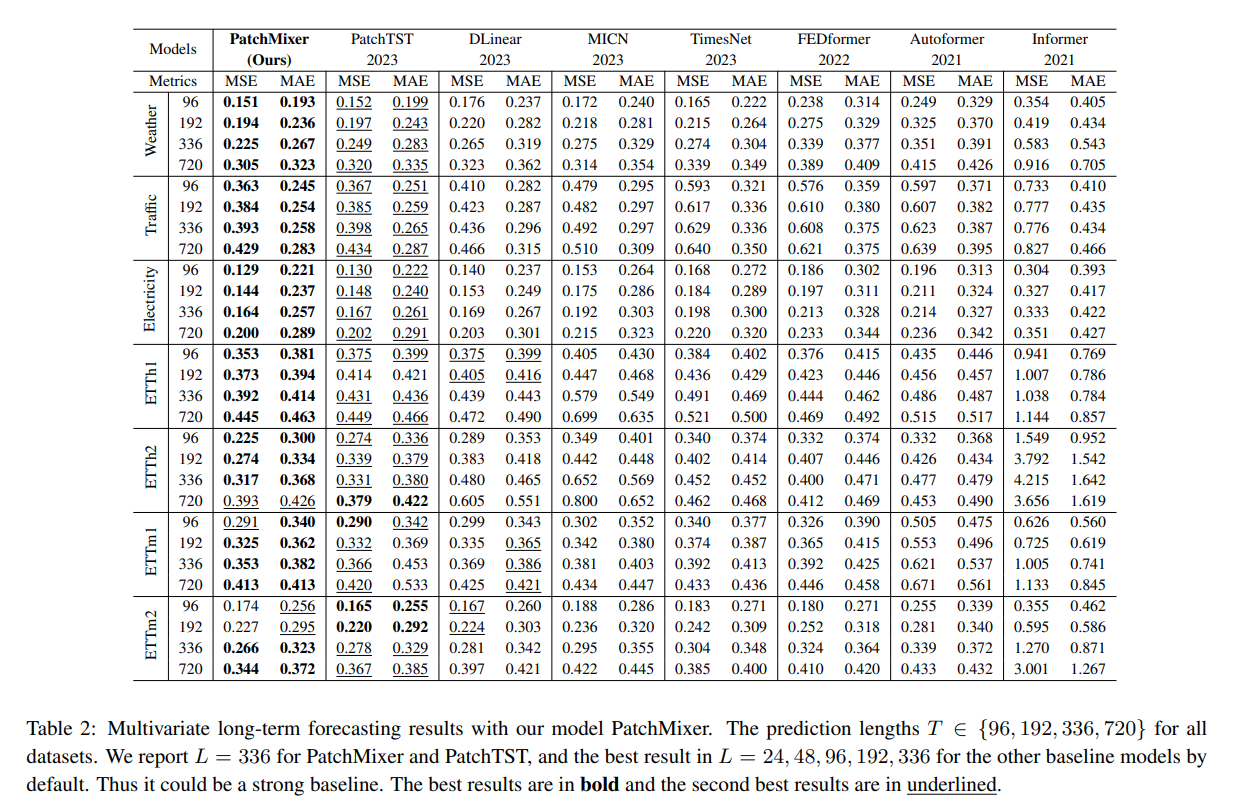 Models PatchMixer PatchTST DLinear MICN TimesNet FEDformer Autoformer Informer
(Ours) 2023 2023 2023 2023 2022 2021 2021
Metrics MSE MAE MSE MAE MSE MAE MSE MAE MSE MAE MSE MAE MSE MAE MSE MAE
Weather
96 0.151 0.193 0.152 0.199 0.176 0.237 0.172 0.240 0.165 0.222 0.238 0.314 0.249 0.329 0.354 0.405
192 0.194 0.236 0.197 0.243 0.220 0.282 0.218 0.281 0.215 0.264 0.275 0.329 0.325 0.370 0.419 0.434
336 0.225 0.267 0.249 0.283 0.265 0.319 0.275 0.329 0.274 0.304 0.339 0.377 0.351 0.391 0.583 0.543
720 0.305 0.323 0.320 0.335 0.323 0.362 0.314 0.354 0.339 0.349 0.389 0.409 0.415 0.426 0.916 0.705
Traffic
96 0.363 0.245 0.367 0.251 0.410 0.282 0.479 0.295 0.593 0.321 0.576 0.359 0.597 0.371 0.733 0.410
192 0.384 0.254 0.385 0.259 0.423 0.287 0.482 0.297 0.617 0.336 0.610 0.380 0.607 0.382 0.777 0.435
336 0.393 0.258 0.398 0.265 0.436 0.296 0.492 0.297 0.629 0.336 0.608 0.375 0.623 0.387 0.776 0.434
720 0.429 0.283 0.434 0.287 0.466 0.315 0.510 0.309 0.640 0.350 0.621 0.375 0.639 0.395 0.827 0.466
Electricity
96 0.129 0.221 0.130 0.222 0.140 0.237 0.153 0.264 0.168 0.272 0.186 0.302 0.196 0.313 0.304 0.393
192 0.144 0.237 0.148 0.240 0.153 0.249 0.175 0.286 0.184 0.289 0.197 0.311 0.211 0.324 0.327 0.417
336 0.164 0.257 0.167 0.261 0.169 0.267 0.192 0.303 0.198 0.300 0.213 0.328 0.214 0.327 0.333 0.422
720 0.200 0.289 0.202 0.291 0.203 0.301 0.215 0.323 0.220 0.320 0.233 0.344 0.236 0.342 0.351 0.427
ETTh1
96 0.353 0.381 0.375 0.399 0.375 0.399 0.405 0.430 0.384 0.402 0.376 0.415 0.435 0.446 0.941 0.769
192 0.373 0.394 0.414 0.421 0.405 0.416 0.447 0.468 0.436 0.429 0.423 0.446 0.456 0.457 1.007 0.786
336 0.392 0.414 0.431 0.436 0.439 0.443 0.579 0.549 0.491 0.469 0.444 0.462 0.486 0.487 1.038 0.784
720 0.445 0.463 0.449 0.466 0.472 0.490 0.699 0.635 0.521 0.500 0.469 0.492 0.515 0.517 1.144 0.857
ETTh2
96 0.225 0.300 0.274 0.336 0.289 0.353 0.349 0.401 0.340 0.374 0.332 0.374 0.332 0.368 1.549 0.952
192 0.274 0.334 0.339 0.379 0.383 0.418 0.442 0.448 0.402 0.414 0.407 0.446 0.426 0.434 3.792 1.542
336 0.317 0.368 0.331 0.380 0.480 0.465 0.652 0.569 0.452 0.452 0.400 0.471 0.477 0.479 4.215 1.642
720 0.393 0.426 0.379 0.422 0.605 0.551 0.800 0.652 0.462 0.468 0.412 0.469 0.453 0.490 3.656 1.619
ETTm1
96 0.291 0.340 0.290 0.342 0.299 0.343 0.302 0.352 0.340 0.377 0.326 0.390 0.505 0.475 0.626 0.560
192 0.325 0.362 0.332 0.369 0.335 0.365 0.342 0.380 0.374 0.387 0.365 0.415 0.553 0.496 0.725 0.619
336 0.353 0.382 0.366 0.453 0.369 0.386 0.381 0.403 0.392 0.413 0.392 0.425 0.621 0.537 1.005 0.741
720 0.413 0.413 0.420 0.533 0.425 0.421 0.434 0.447 0.433 0.436 0.446 0.458 0.671 0.561 1.133 0.845
ETTm2
96 0.174 0.256 0.165 0.255 0.167 0.260 0.188 0.286 0.183 0.271 0.180 0.271 0.255 0.339 0.355 0.462
192 0.227 0.295 0.220 0.292 0.224 0.303 0.236 0.320 0.242 0.309 0.252 0.318 0.281 0.340 0.595 0.586
336 0.266 0.323 0.278 0.329 0.281 0.342 0.295 0.355 0.304 0.348 0.324 0.364 0.339 0.372 1.270 0.871
720 0.344 0.372 0.367 0.385 0.397 0.421 0.422 0.445 0.385 0.400 0.410 0.420 0.433 0.432 3.001 1.267
Table 2: Multivariate long-term forecasting results with our model PatchMixer. The prediction lengths T ∈ {96, 192, 336, 720} for all
datasets. We report L = 336 for PatchMixer and PatchTST, and the best result in L = 24, 48, 96, 192, 336 for the other baseline models by
default. Thus it could be a strong baseline. The best results are in bold and the second best results are in underlined.